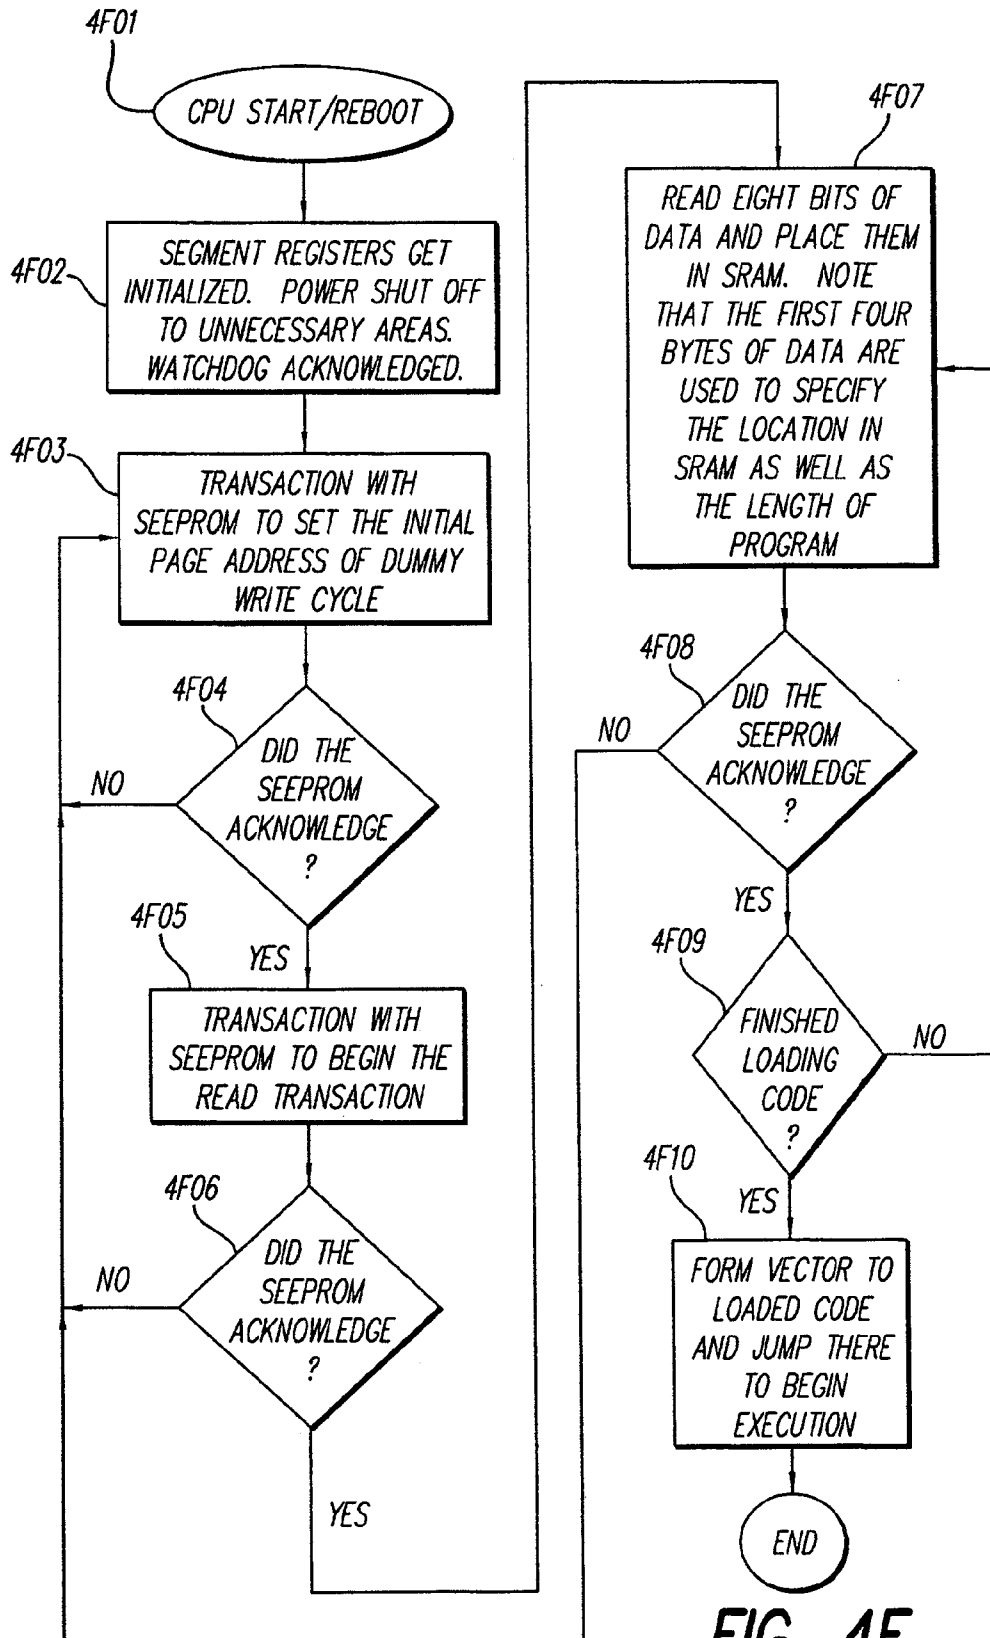 4F01
CPU START/REBOOT
4F02
SEGMENT REGISTERS GET
INITIALIZED. POWER SHUT OFF
TO UNNECESSARY AREAS.
WATCHDOG ACKNOWLEDGED.
4F03
TRANSACTION WITH
SEEPROM TO SET THE INITIAL
PAGE ADDRESS OF DUMMY
WRITE CYCLE
4F04
DID THE
SEEPROM
ACKNOWLEDGE
?
NO
YES
4F05
TRANSACTION WITH
SEEPROM TO BEGIN THE
READ TRANSACTION
4F06
DID THE
SEEPROM
ACKNOWLEDGE
?
NO
YES
4F07
READ EIGHT BITS OF
DATA AND PLACE THEM
IN SRAM. NOTE
THAT THE FIRST FOUR
BYTES OF DATA ARE
USED TO SPECIFY
THE LOCATION IN
SRAM AS WELL AS
THE LENGTH OF
PROGRAM
4F08
DID THE
SEEPROM
ACKNOWLEDGE
?
NO
YES
4F09
FINISHED
LOADING
CODE
?
NO
YES
4F10
FORM VECTOR TO
LOADED CODE
AND JUMP THERE
TO BEGIN
EXECUTION
END
FIG. 4F